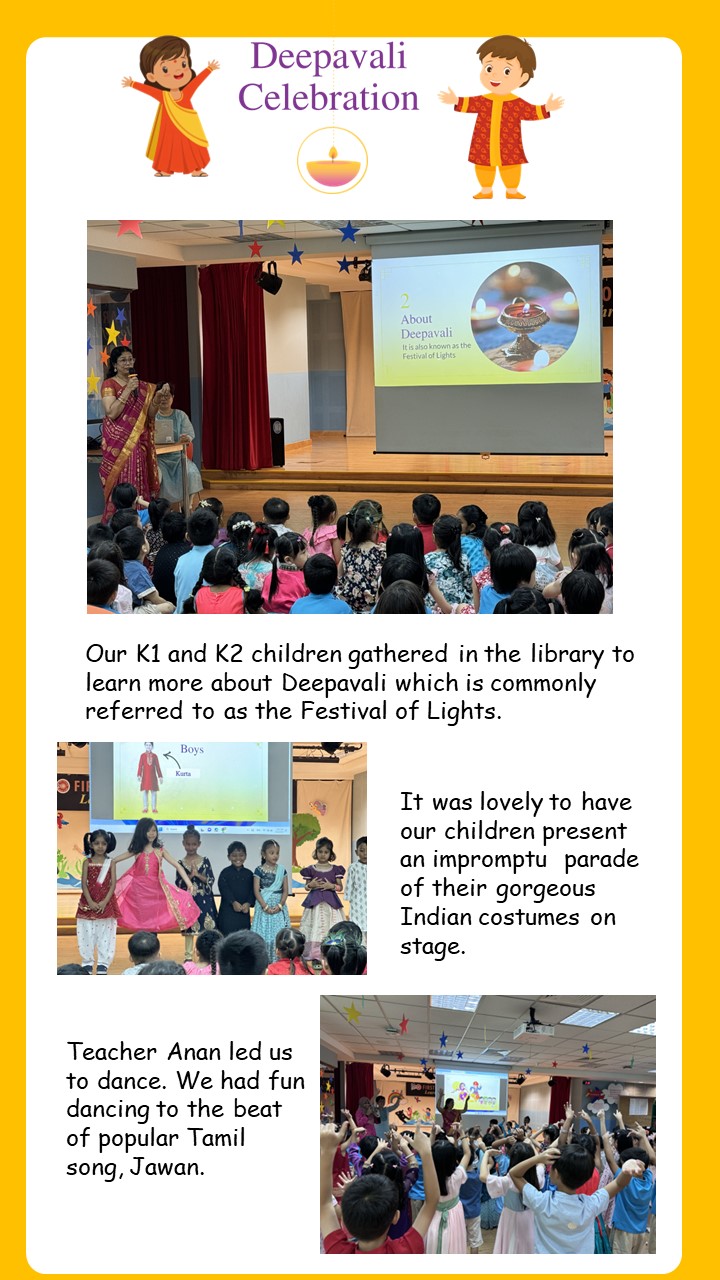 Deepavali
Celebration
2
About
Deepavali
It is also known as the
Festival of Lights
Our K1 and K2 children gathered in the library to
learn more about Deepavali which is commonly
referred to as the Festival of Lights.
Boys
Kurta
FIR
It was lovely to have
our children present
an impromptu parade
of their gorgeous
Indian costumes on
stage.
Teacher Anan led us
to dance. We had fun
dancing to the beat
of popular Tamil
song, Jawan.
FIRST